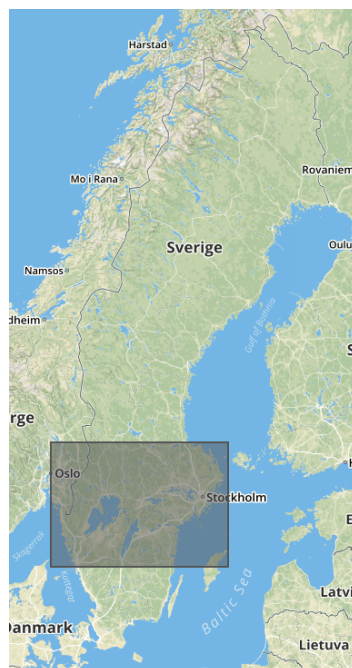 Harstad
Mo i Rana
Rovaniem
Sverige
Oulu
Namsos
Gulf of Bothnia
dheim
S
rge
Oslo
H
Stockholm
E
Skagerrak
Kattegat
Baltic Sea
Latvi
Danmark
Lietuva